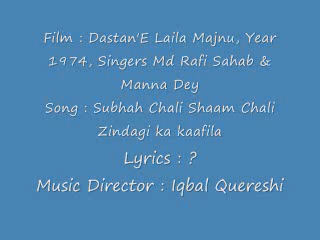 Film : Dastan'E Laila Majnu, Year
1974, Singers Md Rafi Sahab &
Manna Dey
Song : Subhah Chali Shaam Chali
Zindagi ka kaafila
Lyrics : ?
Music Director : Iqbal Quereshi